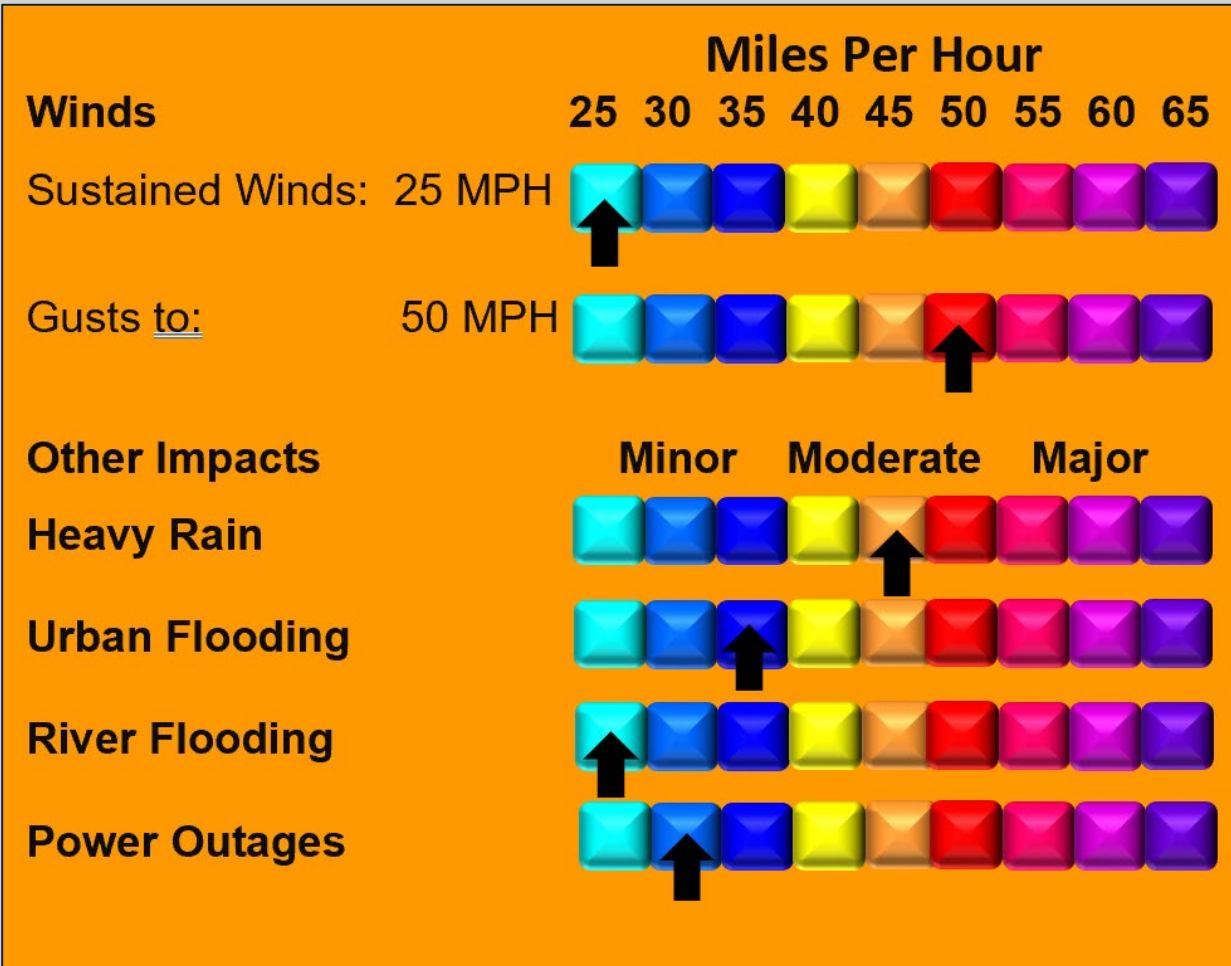 Miles Per Hour
Winds 25 30 35 40 45 50 55 60 65
Sustained Winds: 25 MPH
Gusts to: 50 MPH
Other Impacts Minor Moderate Major
Heavy Rain
Urban Flooding
River Flooding
Power Outages